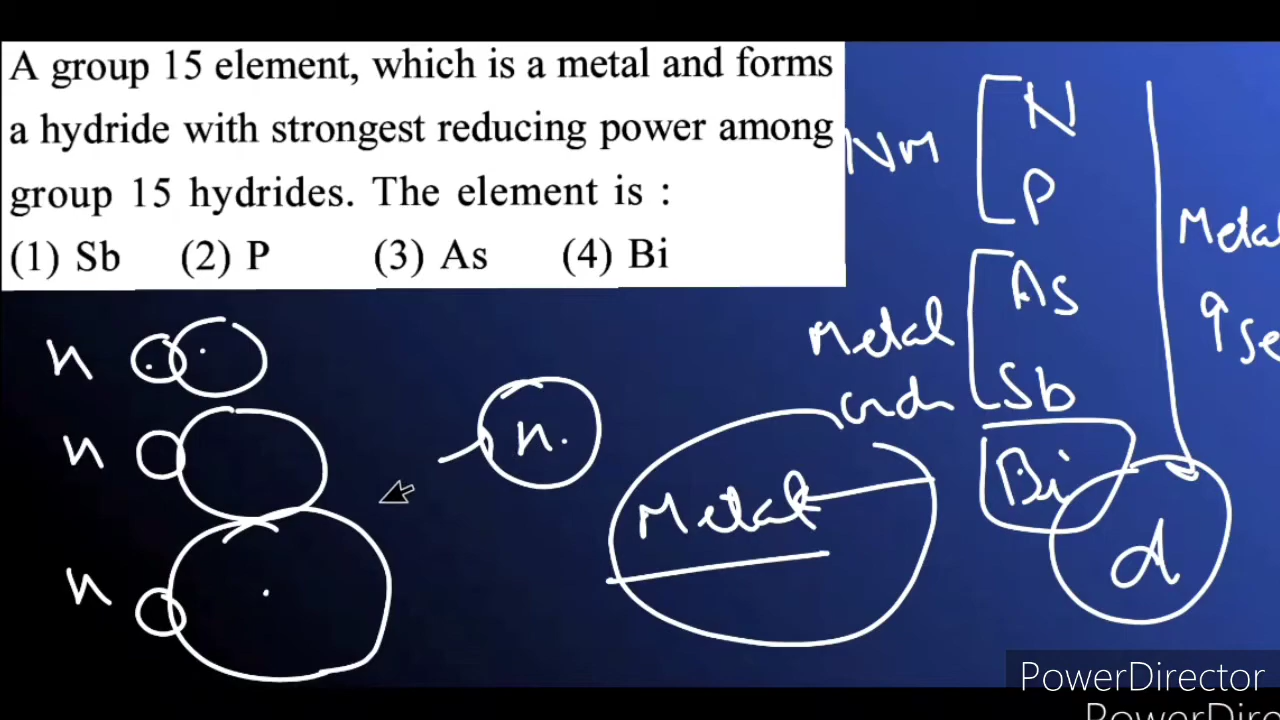 A group 15 element, which is a metal and forms
a hydride with strongest reducing power among
group 15 hydrides. The element is :
(1) Sb (2) P (3) As (4) Bi
N
P
Nm
As
Sb
Metal
Bi
Metal
d
n
n
n
n.
PowerDirector